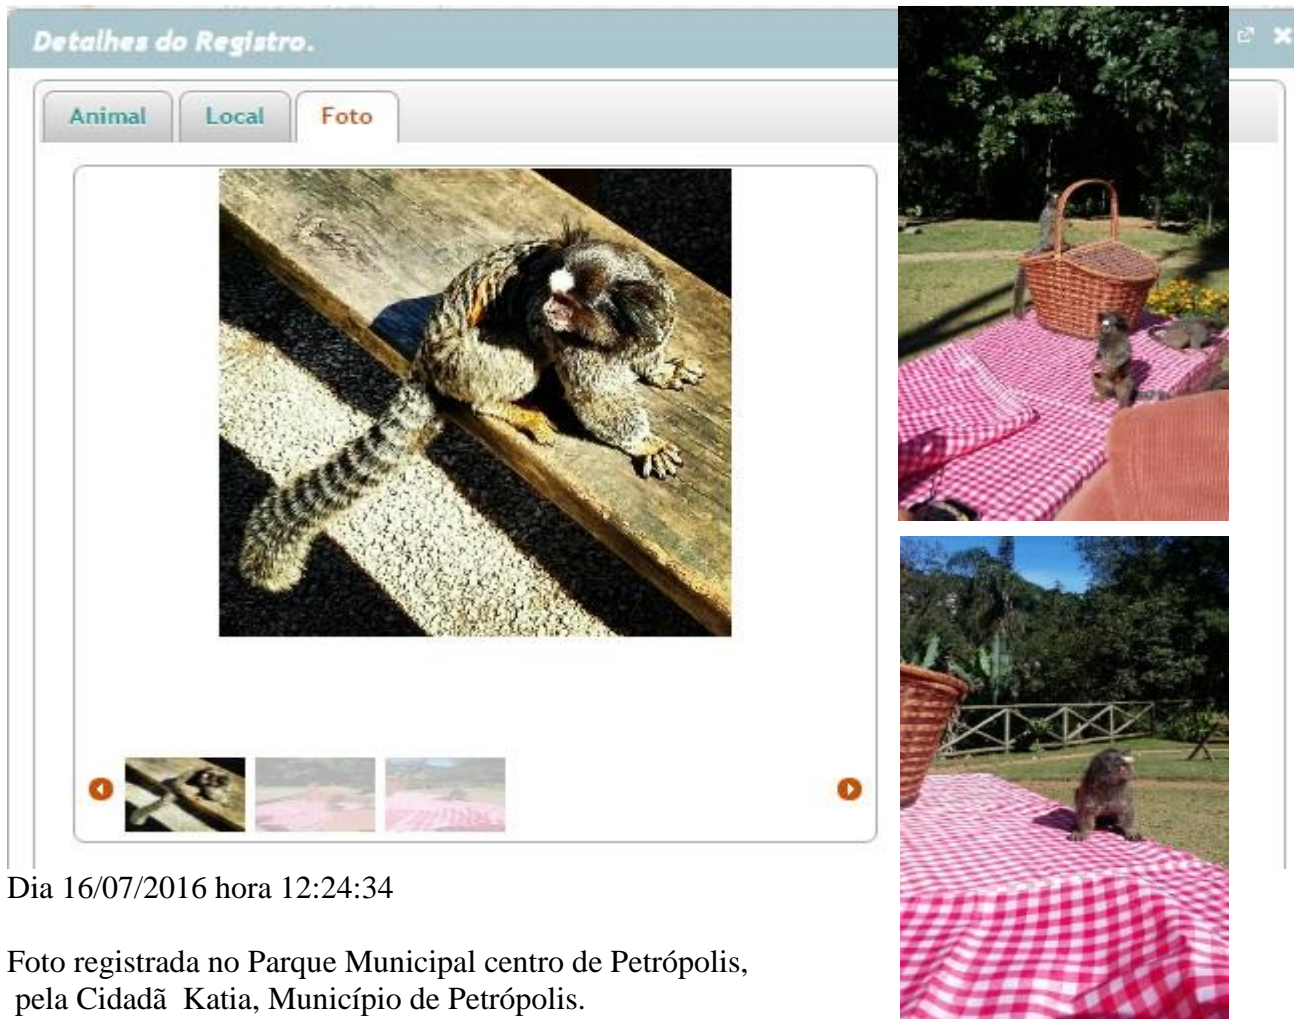 Detalhes do Registro.
Animal
Local
Foto
Dia 16/07/2016 hora 12:24:34
Foto registrada no Parque Municipal centro de Petrópolis,
pela Cidadã Katia, Município de Petrópolis.